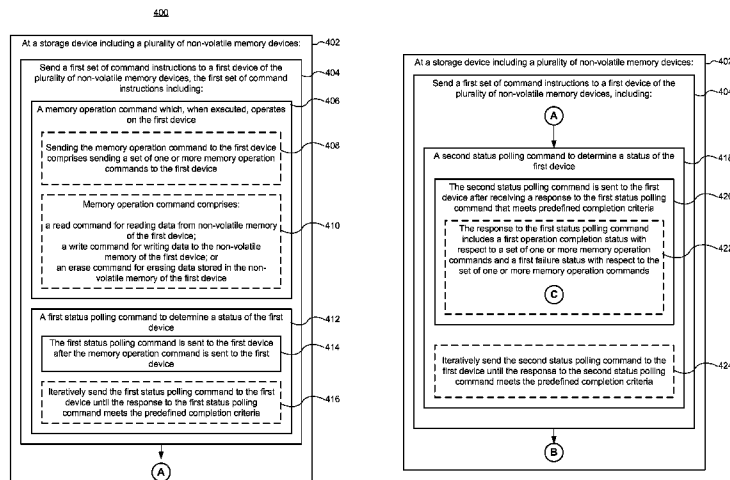 400
At a storage device including a plurality of non-volatile memory devices:
402
Send a first set of command instructions to a first device of the
plurality of non-volatile memory devices, the first set of command
instructions including:
404
A memory operation command which, when executed, operates
on the first device
406
Sending the memory operation command to the first device
comprises sending a set of one or more memory operation
commands to the first device
408
Memory operation command comprises:
a read command for reading data from non-volatile memory
of the first device;
a write command for writing data to the non-volatile
memory of the first device; or
an erase command for erasing data stored in the non-
volatile memory of the first device
410
A first status polling command to determine a status of the first
device
412
The first status polling command is sent to the first device
after the memory operation command is sent to the first
device
414
Iteratively send the first status polling command to the first
device until the response to the first status polling
command meets the predefined completion criteria
416
A
At a storage device including a plurality of non-volatile memory devices:
402
Send a first set of command instructions to a first device of the
plurality of non-volatile memory devices, including:
404
A
A second status polling command to determine a status of the
first device
418
The second status polling command is sent to the first
device after receiving a response to the first status polling
command that meets predefined completion criteria
420
The response to the first status polling command
includes a first operation completion status with
respect to a set of one or more memory operation
commands and a first failure status with respect to the
set of one or more memory operation commands
422
C
Iteratively send the second status polling command to the
first device until the response to the second status polling
command meets the predefined completion criteria
424
B